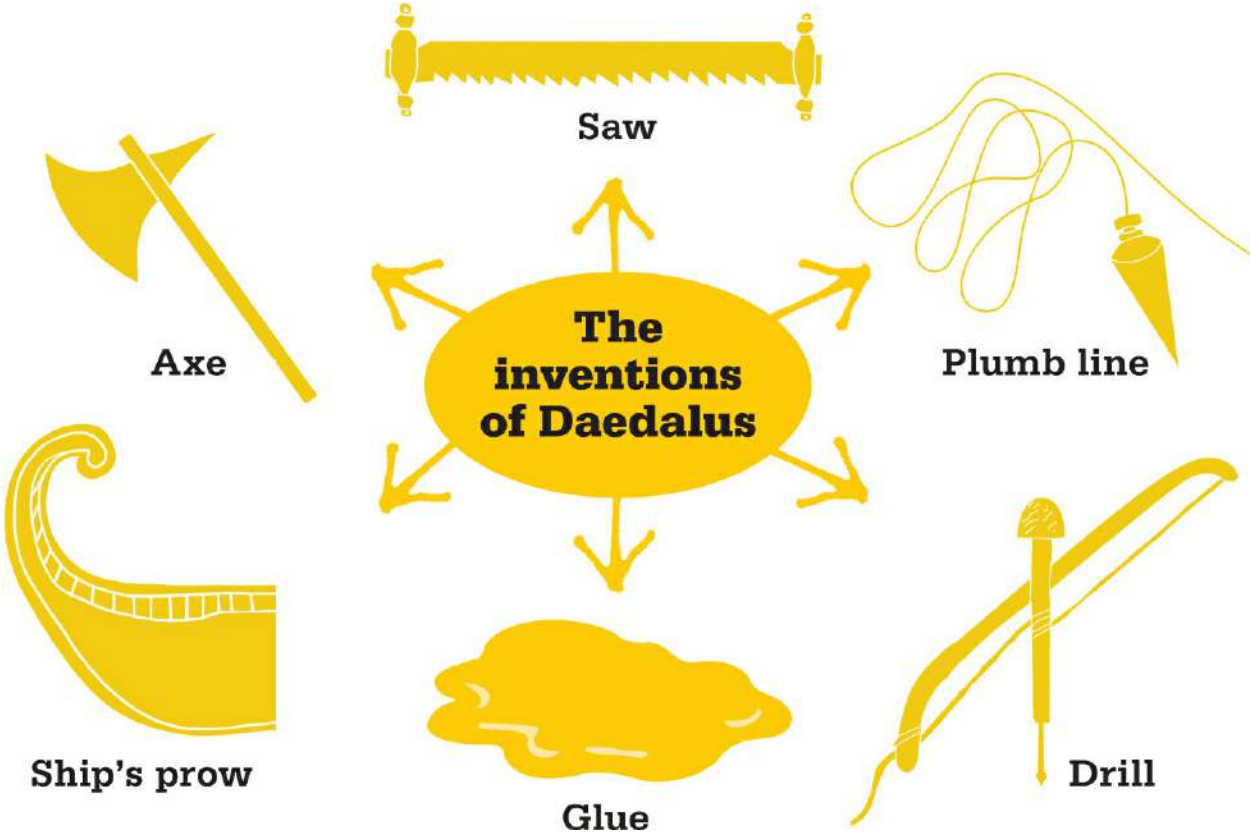 Saw
Axe
Plumb line
The
inventions
of Daedalus
Ship's prow
Glue
Drill